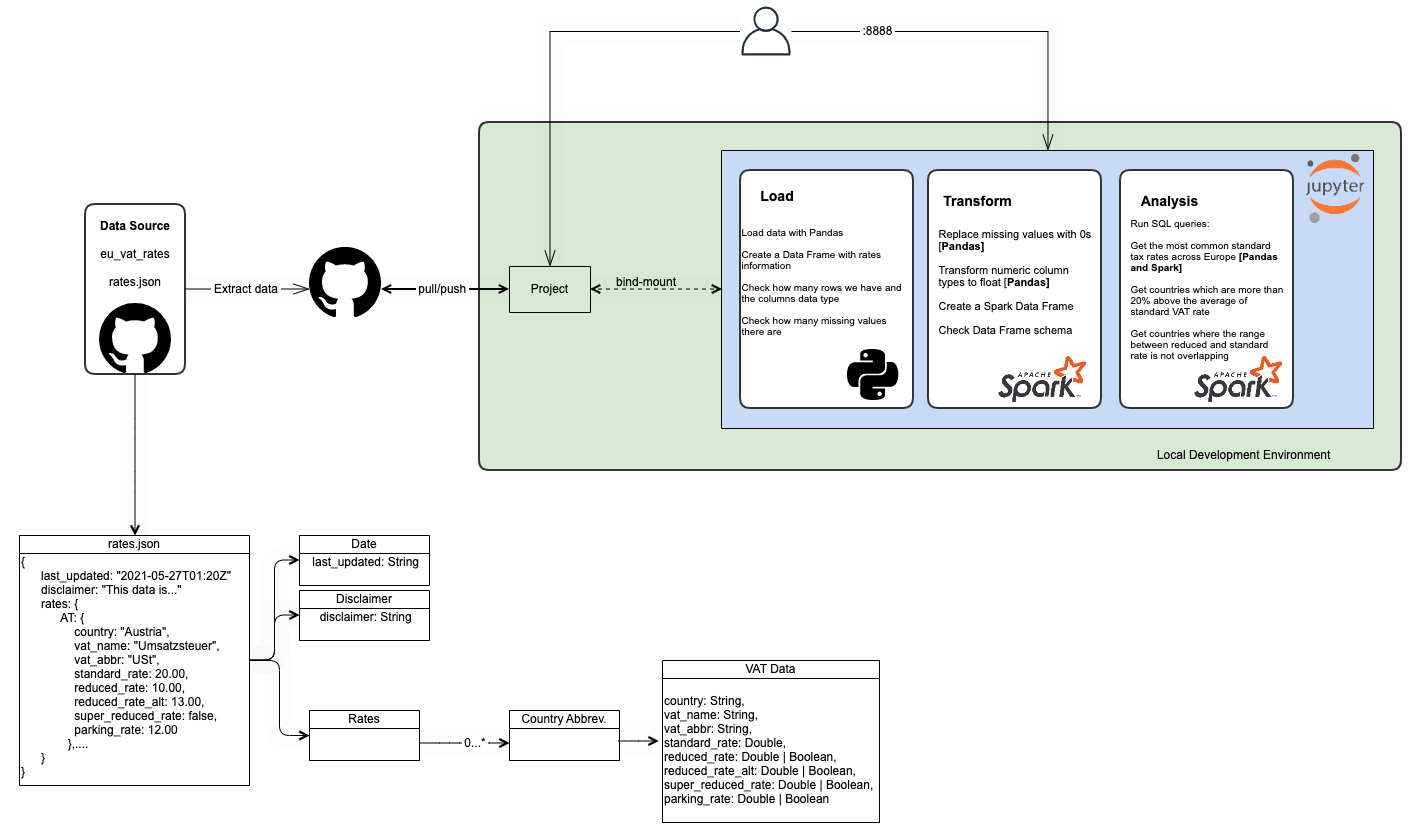 :8888
Data Source
eu_vat_rates
rates.json
Extract data
pull/push
Project
bind-mount
Load
Load data with Pandas
Create a Data Frame with rates
information
Check how many rows we have and
the columns data type
Check how many missing values
there are
Transform
Replace missing values with 0s
[Pandas]
Transform numeric column
types to float [Pandas]
Create a Spark Data Frame
Check Data Frame schema
APACHE
Spark
Analysis
Run SQL queries:
Get the most common standard
tax rates across Europe [Pandas
and Spark]
Get countries which are more than
20% above the average of
standard VAT rate
Get countries where the range
between reduced and standard
rate is not overlapping
APACHE
Spark
jupyter
Local Development Environment
rates.json
{
last_updated: "2021-05-27T01:20Z"
disclaimer: "This data is..."
rates: {
AT: {
country: "Austria",
vat_name: "Umsatzsteuer",
vat_abbr: "USt",
standard_rate: 20.00,
reduced_rate: 10.00,
reduced_rate_alt: 13.00,
super_reduced_rate: false,
parking_rate: 12.00
},....
}
}
Date
last_updated: String
Disclaimer
disclaimer: String
Rates
0...*
Country Abbrev.
VAT Data
country: String,
vat_name: String,
vat_abbr: String,
standard_rate: Double,
reduced_rate: Double | Boolean,
reduced_rate_alt: Double | Boolean,
super_reduced_rate: Double | Boolean,
parking_rate: Double | Boolean